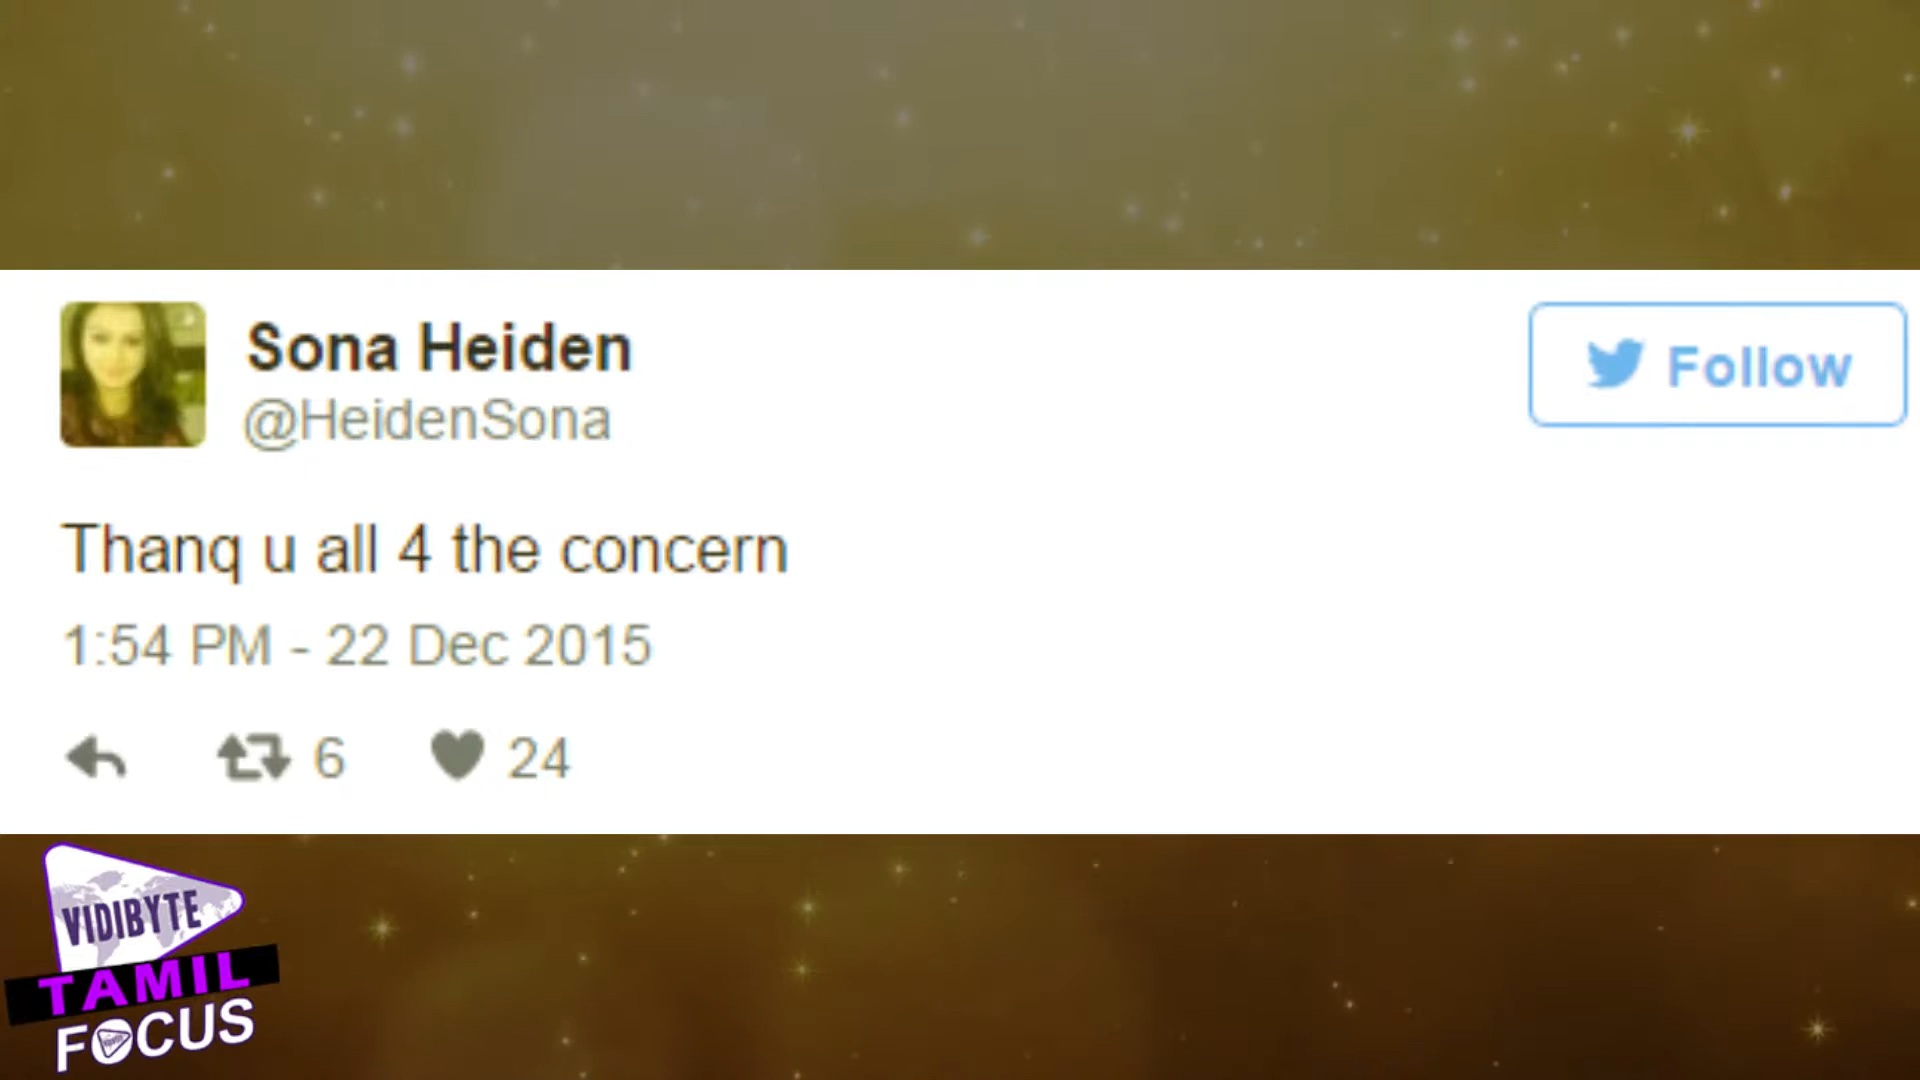 Sona Heiden
@HeidenSona
Follow
Thanq u all 4 the concern
1:54 PM - 22 Dec 2015
6 24
VIDIBYTE
TAMIL
FOCUS